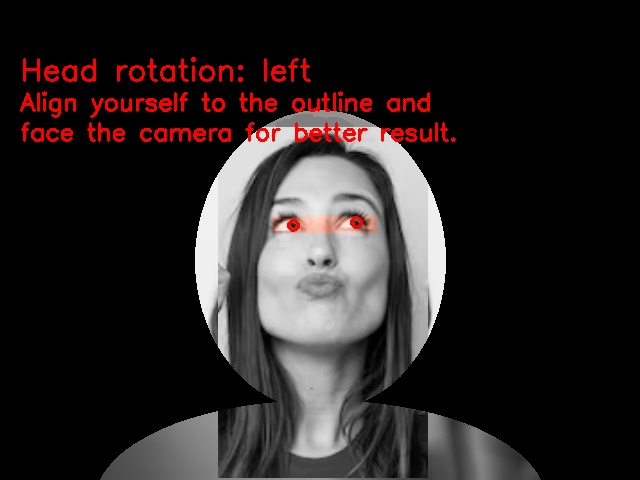 Head rotation: left
Align yourself to the outline and
face the camera for better result.